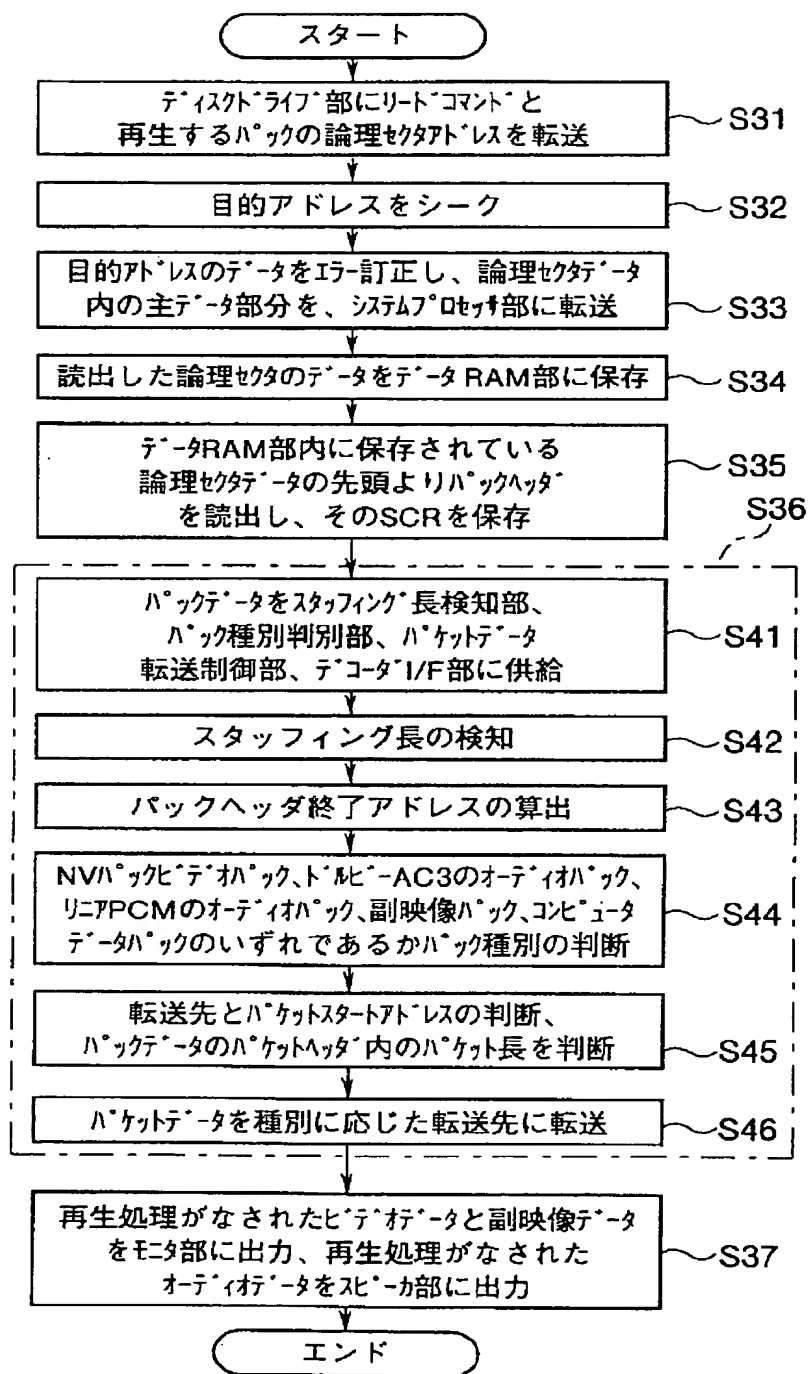 スタート
ディスクドライブ部にリードコマンドと
再生するパックの論理セクタアドレスを転送
S31
目的アドレスをシーク
S32
目的アドレスのデータをエラー訂正し、論理セクタデータ
内の主データ部分を、システムプロセッサ部に転送
S33
読出した論理セクタのデータをデータRAM部に保存
S34
データRAM部内に保存されている
論理セクタデータの先頭よりパックヘッダ
を読出し、そのSCRを保存
S35
S36
パックデータをスタッフィング長検知部、
パック種別判別部、パケットデータ
転送制御部、デコーダI/F部に供給
S41
スタッフィング長の検知
S42
パックヘッダ終了アドレスの算出
S43
NVパックビデオパック、ドルビーAC3のオーディオパック、
リニアPCMのオーディオパック、副映像パック、コンピュータ
データパックのいずれであるかパック種別の判断
S44
転送先とパケットスタートアドレスの判断、
パックデータのパケットヘッダ内のパケット長を判断
S45
パケットデータを種別に応じた転送先に転送
S46
再生処理がなされたビデオデータと副映像データ
をモニタ部に出力、再生処理がなされた
オーディオデータをスピーカ部に出力
S37
エンド